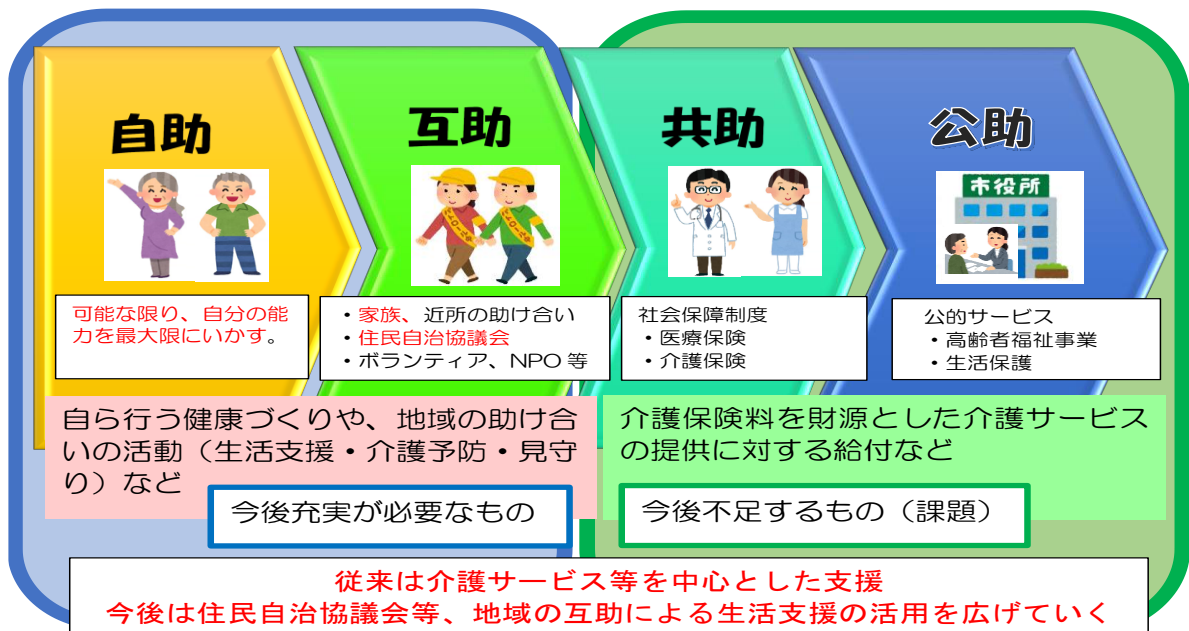 自助
互助
共助
公助
市役所
可能な限り、自分の能
力を最大限にいかす。
・家族、近所の助け合い
・住民自治協議会
・ボランティア、NPO 等
社会保障制度
・医療保険
・介護保険
公的サービス
・高齢者福祉事業
・生活保護
自ら行う健康づくりや、地域の助け合
いの活動（生活支援・介護予防・見守
り）など
介護保険料を財源とした介護サービス
の提供に対する給付など
今後充実が必要なもの
今後不足するもの（課題）
従来は介護サービス等を中心とした支援
今後は住民自治協議会等、地域の互助による生活支援の活用を広げていく